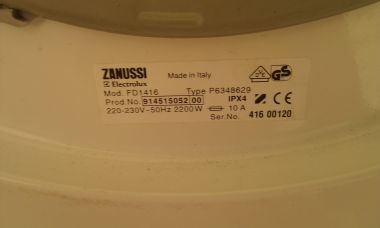 ZANUSSI Made in Italy
Electrolux
Mod. FD1416 Type P6348629
Prod.No. 914515052 00 IPX4
220-230V~50Hz 2200W 10 A
Ser.No. 416 00120